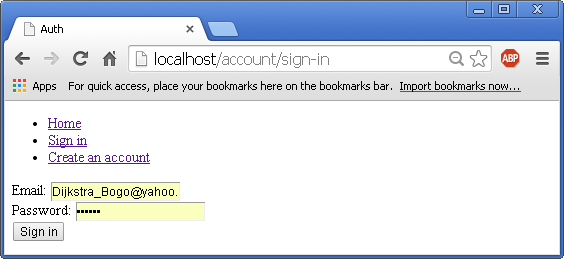 Auth
localhost/account/sign-in
ABP
Apps For quick access, place your bookmarks here on the bookmarks bar. Import bookmarks now...
Home
Sign in
Create an account
Email: Dijkstra_Bogo@yahoo.
Password: ••••••
Sign in